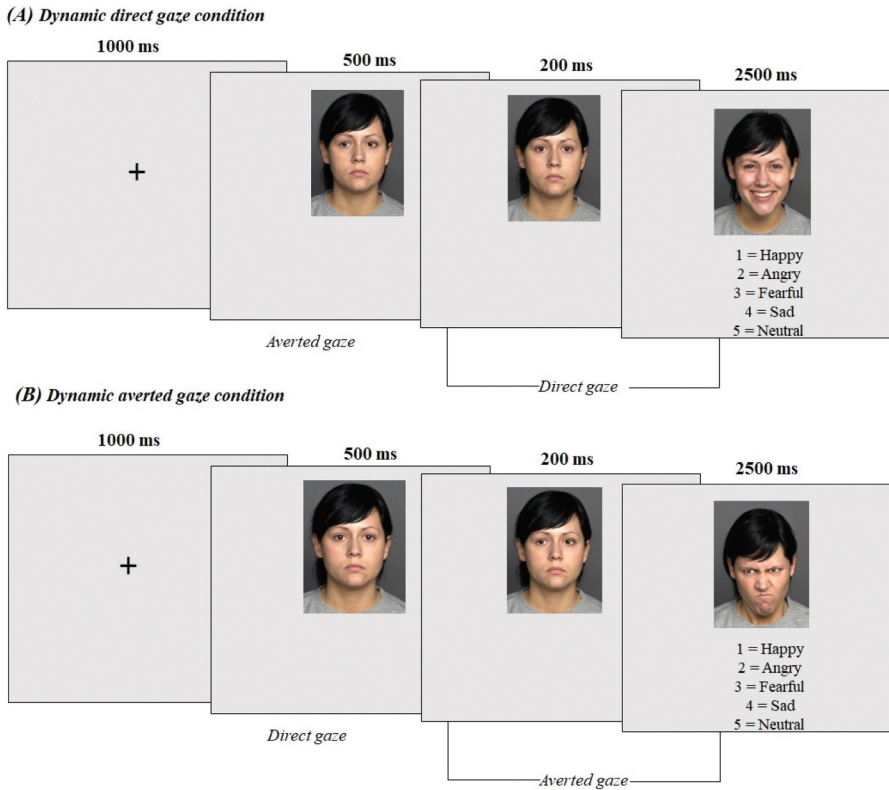 (A) Dynamic direct gaze condition
1000 ms
500 ms
200 ms
2500 ms
+
1 = Happy
2 = Angry
3 = Fearful
4 = Sad
5 = Neutral
Averted gaze
Direct gaze
(B) Dynamic averted gaze condition
1000 ms
500 ms
200 ms
2500 ms
+
1 = Happy
2 = Angry
3 = Fearful
4 = Sad
5 = Neutral
Direct gaze
Averted gaze